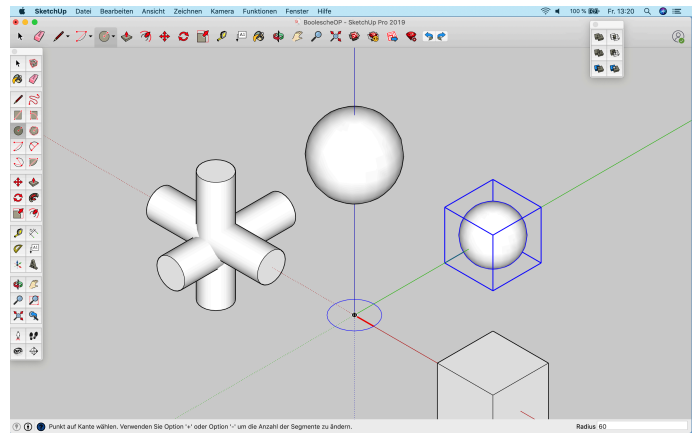 SketchUp Datei Bearbeiten Ansicht Zeichnen Kamera Funktionen Fenster Hilfe 100 % Fr. 13:20
BoolescheOP - SketchUp Pro 2019
Punkt auf Kante wählen. Verwenden Sie Option '+' oder Option '-' um die Anzahl der Segmente zu ändern. Radius 60